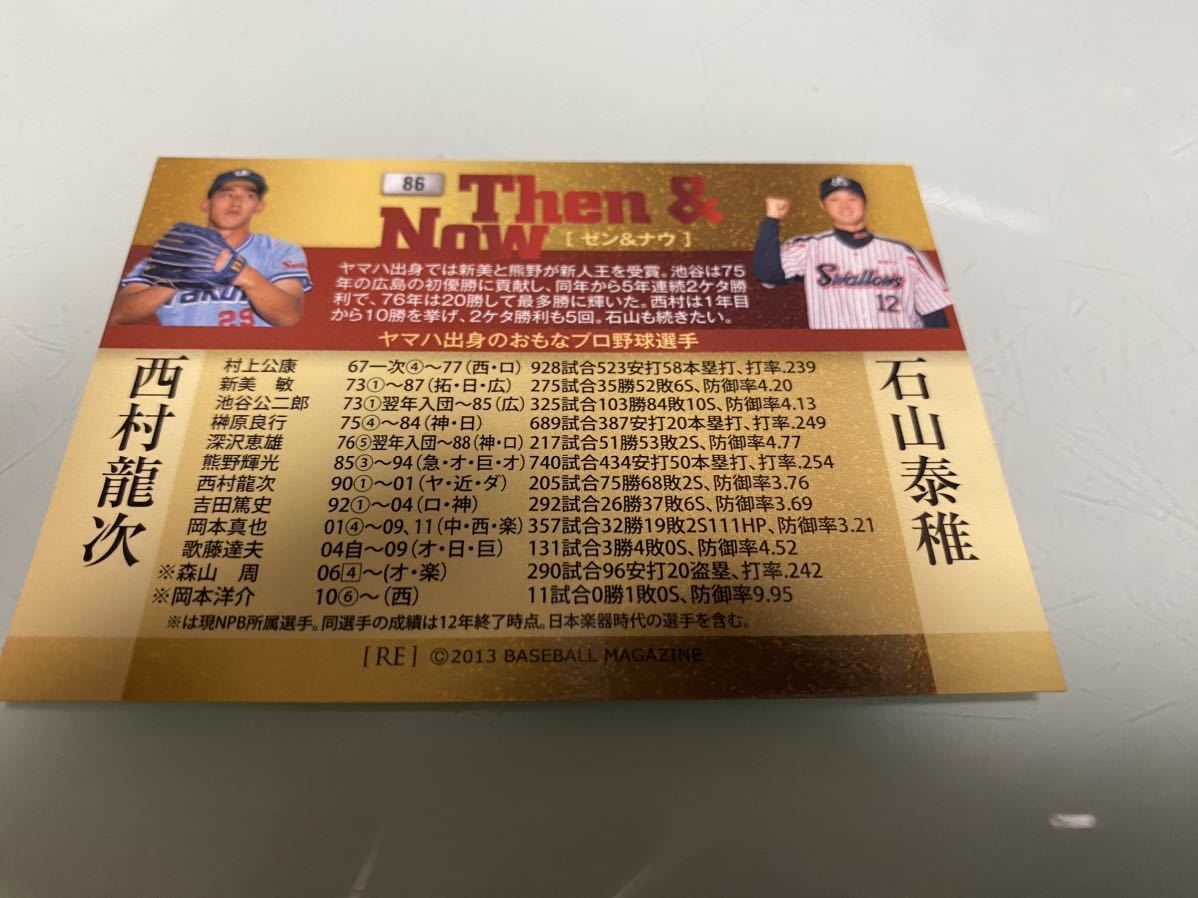 86
Then &
Now [ ゼン&ナウ ]
ヤマハ出身では新美と熊野が新人王を受賞。池谷は75
年の広島の初優勝に貢献し、同年から5年連続2ケタ勝
利で、76年は20勝して最多勝に輝いた。西村は1年目
から10勝を挙げ、2ケタ勝利も5回。石山も続きたい。
Swallows
12
29
ヤマハ出身のおもなプロ野球選手
西村龍次
石山泰稚
村上公康 67一次④〜77(西・ロ) 928試合523安打58本塁打、打率.239
新美 敏 73①〜87(拓・日・広) 275試合35勝52敗6S、防御率4.20
池谷公二郎 73①翌年入団〜85(広) 325試合103勝84敗10S、防御率4.13
榊原良行 75④〜84(神・日) 689試合387安打20本塁打、打率.249
深沢恵雄 76⑤翌年入団〜88(神・ロ) 217試合51勝53敗2S、防御率4.77
熊野輝光 85③〜94(急・オ・巨・オ) 740試合434安打50本塁打、打率.254
西村龍次 90①〜01(ヤ・近・ダ) 205試合75勝68敗2S、防御率3.76
吉田篤史 92①〜04(ロ・神) 292試合26勝37敗6S、防御率3.69
岡本真也 01④〜09、11(中・西・楽) 357試合32勝19敗2S111HP、防御率3.21
歌藤達夫 04自〜09(オ・日・巨) 131試合3勝4敗0S、防御率4.52
※森山 周 06[4]〜(オ・楽) 290試合96安打20盗塁、打率.242
※岡本洋介 10⑥〜(西) 11試合0勝1敗0S、防御率9.95
※は現NPB所属選手。同選手の成績は12年終了時点。日本楽器時代の選手を含む。
[ RE ] ©2013 BASEBALL MAGAZINE